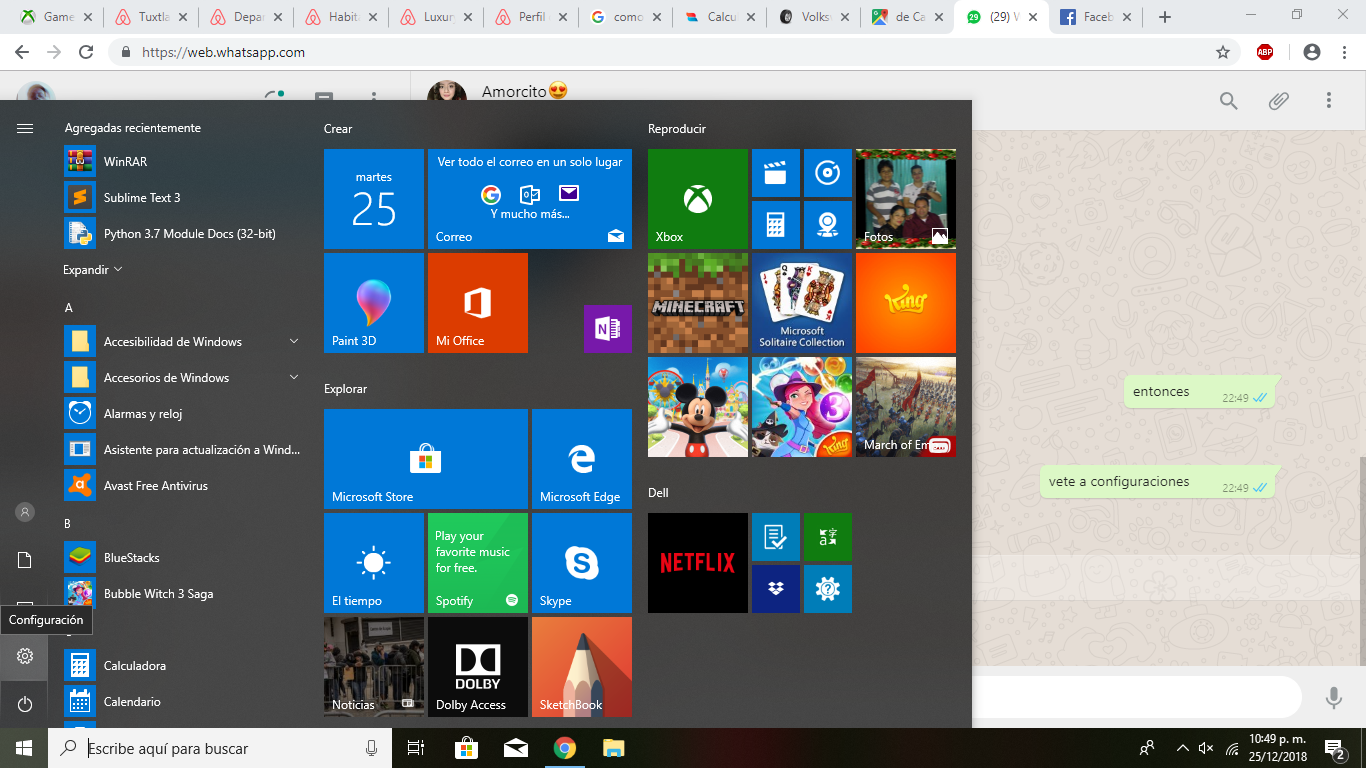 Game
Tuxtla
Depar
Habit
Luxur
Perfil
como
Calcu
Volks
de Ca
(29) W
Faceb
https://web.whatsapp.com
ABP
Amorcito😍
Agregadas recientemente
WinRAR
Sublime Text 3
Python 3.7 Module Docs (32-bit)
Expandir
A
Accesibilidad de Windows
Accesorios de Windows
Alarmas y reloj
Asistente para actualización a Wind...
Avast Free Antivirus
B
BlueStacks
Bubble Witch 3 Saga
Configuración
Calculadora
Calendario
Crear
martes
25
Ver todo el correo en un solo lugar
Y mucho más...
Correo
Paint 3D
Mi Office
Explorar
Microsoft Store
Microsoft Edge
El tiempo
Play your
favorite music
for free.
Spotify
Skype
Noticias
DOLBY
Dolby Access
SketchBook
Reproducir
Xbox
Fotos
MINECRAFT
Microsoft
Solitaire Collection
King
3
King
March of Em
Dell
NETFLIX
entonces
22:49
vete a configuraciones
22:49
Escribe aquí para buscar
10:49 p. m.
25/12/2018
2